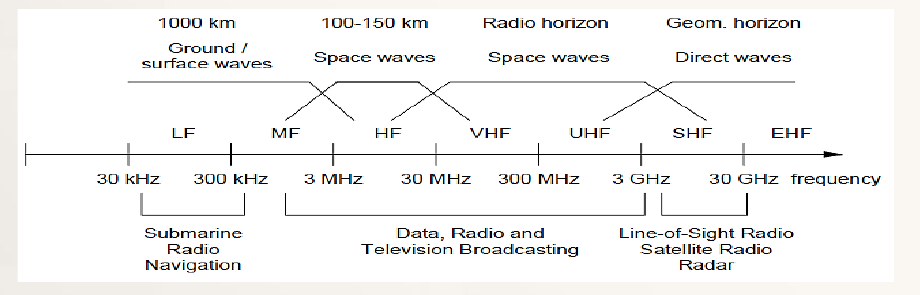 1000 km 100-150 km Radio horizon Geom. horizon
Ground /
surface waves Space waves Space waves Direct waves
LF MF HF VHF UHF SHF EHF
30 kHz 300 kHz 3 MHz 30 MHz 300 MHz 3 GHz 30 GHz frequency
Submarine
Radio
Navigation
Data, Radio and
Television Broadcasting
Line-of-Sight Radio
Satellite Radio
Radar